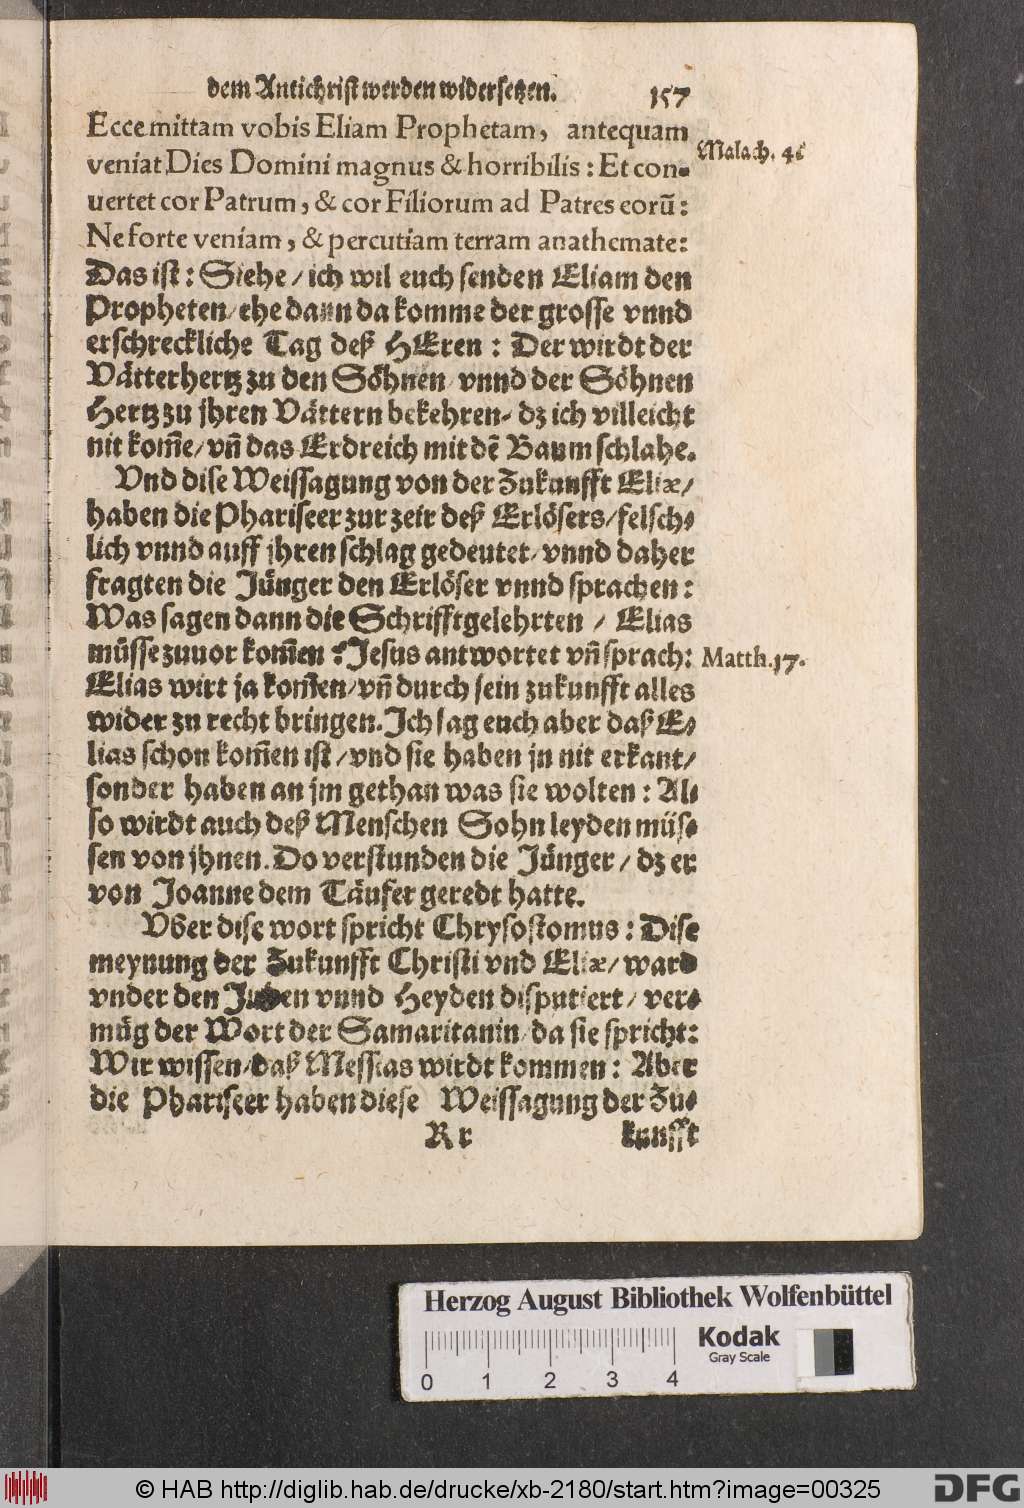 dem Antichrist werden widersetzen. 157
Ecce mittam vobis Eliam Prophetam, antequam
veniat Dies Domini magnus & horribilis: Et con-
uertet cor Patrum, & cor Filiorum ad Patres eorũ:
Ne forte veniam, & percutiam terram anathemate:
Malach. 4.
Das ist: Siehe / ich wil euch senden Eliam den
Propheten / ehe dann da komme der grosse vnnd
erschreckliche Tag deß HEren: Der wirdt der
Vätter hertz zu den Söhnen / vnnd der Söhnen
Hertz zu jhren Vättern bekehren / dz ich villeicht
nit kom̃e / vñ das Erdreich mit dẽ Baum schlahe.
Vnd dise Weissagung von der Zukunfft Eliæ /
haben die Phariseer zur zeit deß Erlösers / felsch-
lich vnnd auff jhren schlag gedeutet / vnnd daher
fragten die Jünger den Erlöser vnnd sprachen:
Was sagen dann die Schrifftgelehrten / Elias
müsse zuuor kom̃en? Jesus antwortet vñ sprach:
Matth. 17.
Elias wirt ja kom̃en / vñ durch sein zukunfft alles
wider zu recht bringen. Ich sag euch aber daß E-
lias schon kom̃en ist / vnd sie haben jn nit erkant /
sonder haben an jm gethan was sie wolten: Al-
so wirdt auch deß Menschen Sohn leyden müs-
sen von jhnen. Do verstunden die Jünger / dz er
von Joanne dem Täufer geredt hatte.
Vber dise wort spricht Chrysostomus: Dise
meynung der Zukunfft Christi vnd Eliæ / ward
vnder den Juden vnnd Heyden disputiert / ver-
müg der Wort der Samaritanin / da sie spricht:
Wir wissen / daß Messias wirdt kommen: Aber
die Phariseer haben diese Weissagung der Zu-
Rr kunfft
Herzog August Bibliothek Wolfenbüttel
Kodak
Gray Scale
0 1 2 3 4
© HAB http://diglib.hab.de/drucke/xb-2180/start.htm?image=00325
DFG